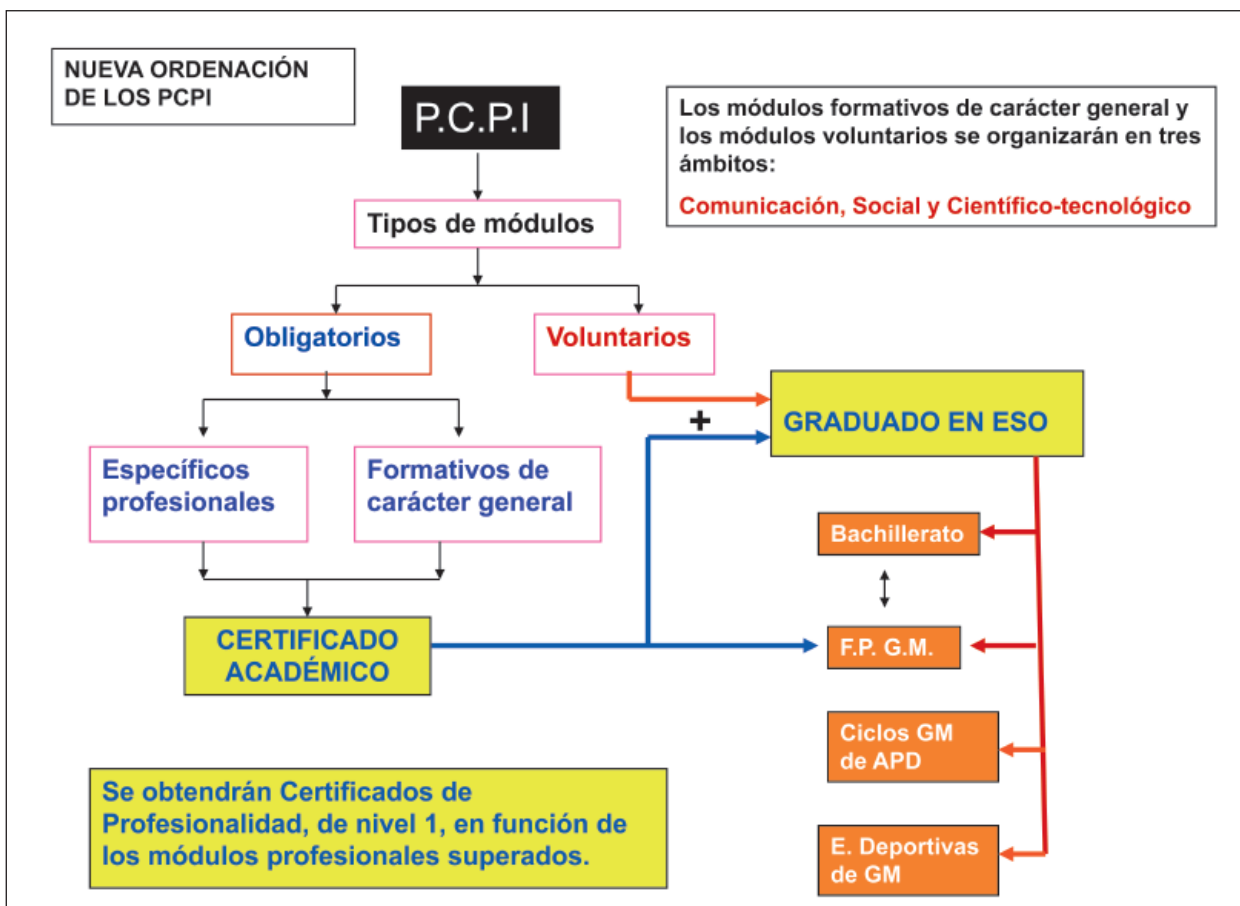 NUEVA ORDENACIÓN
DE LOS PCPI
P.C.P.I
Los módulos formativos de carácter general y
los módulos voluntarios se organizarán en tres
ámbitos:
Comunicación, Social y Científico-tecnológico
Tipos de módulos
Obligatorios
Voluntarios
+
GRADUADO EN ESO
Específicos
profesionales
Formativos de
carácter general
Bachillerato
CERTIFICADO
ACADÉMICO
F.P. G.M.
Ciclos GM
de APD
Se obtendrán Certificados de
Profesionalidad, de nivel 1, en función de
los módulos profesionales superados.
E. Deportivas
de GM